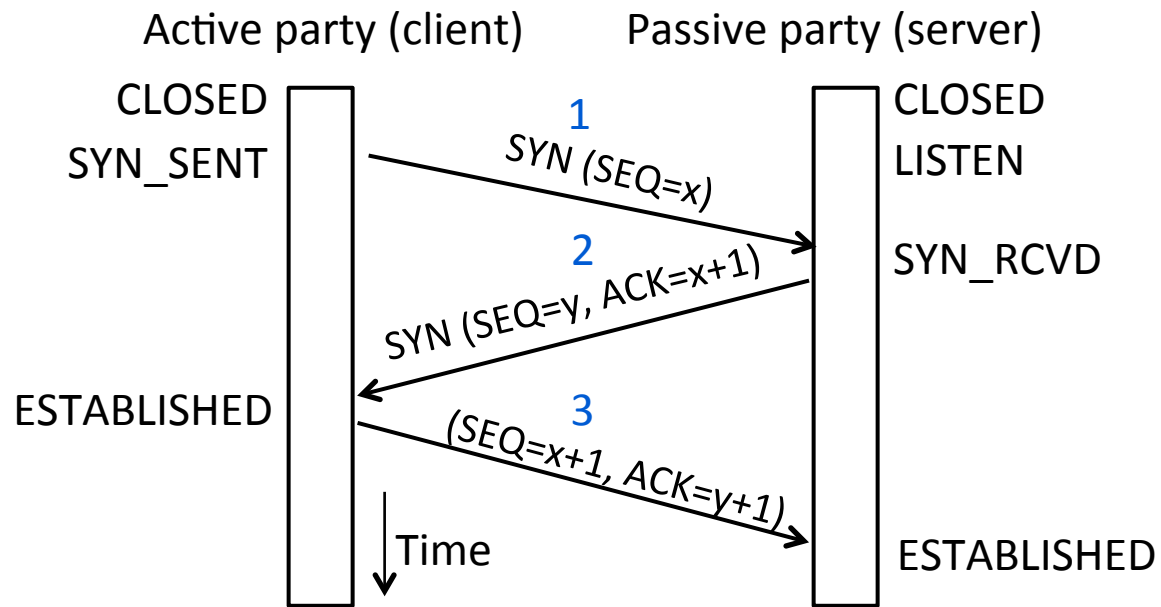 Active party (client)
Passive party (server)
CLOSED
CLOSED
1
SYN_SENT
SYN (SEQ=x)
LISTEN
2
SYN_RCVD
SYN (SEQ=y, ACK=x+1)
ESTABLISHED
3
(SEQ=x+1, ACK=y+1)
Time
ESTABLISHED